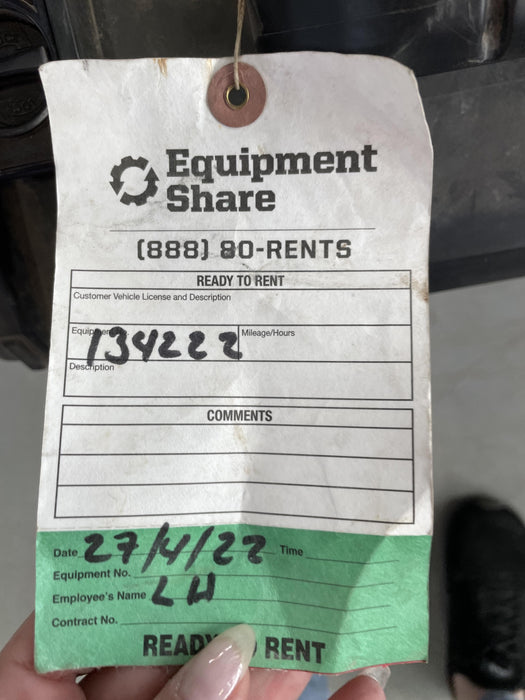 Equipment
Share
(888) 80-RENTS
READY TO RENT
Customer Vehicle License and Description
134222 Mileage/Hours
Description
COMMENTS
Date 27/4/22 Time
Equipment No.
Employee's Name LH
Contract No.
READY RENT